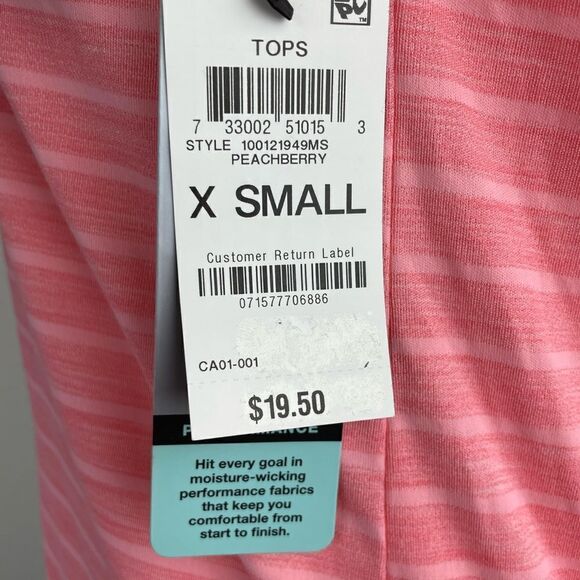 PC™
TOPS
7 33002 51015 3
STYLE 100121949MS
PEACHBERRY
X SMALL
Customer Return Label
071577706886
CA01-001
$19.50
Hit every goal in
moisture-wicking
performance fabrics
that keep you
comfortable from
start to finish.